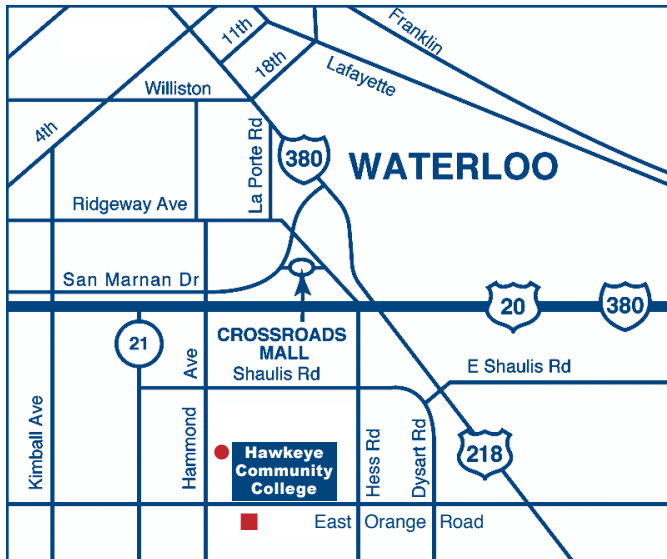 11th
Franklin
18th
Lafayette
Williston
4th
La Porte Rd
380
WATERLOO
Ridgeway Ave
San Marnan Dr
20
380
21
CROSSROADS
MALL
Shaulis Rd
E Shaulis Rd
Kimball Ave
Hammond Ave
Hawkeye
Community
College
Hess Rd
Dysart Rd
218
East Orange Road